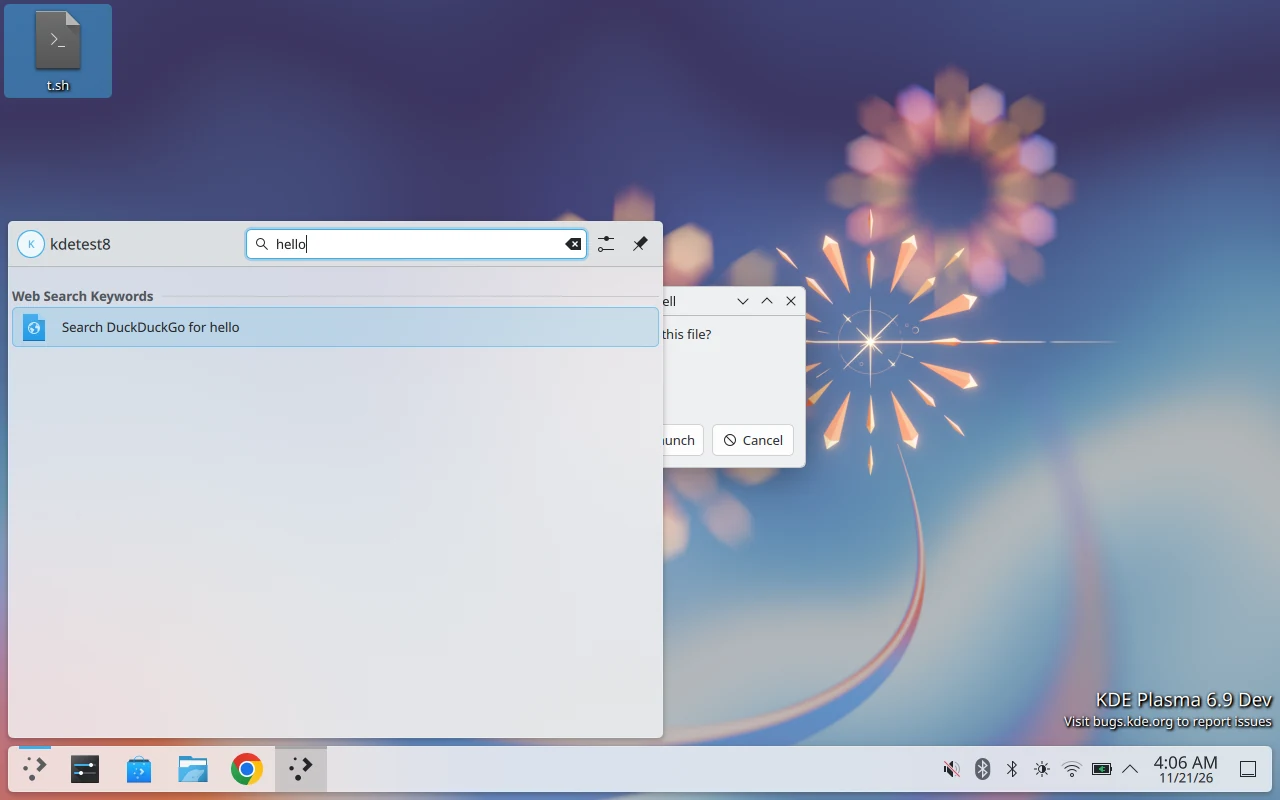 t.sh
K kdetest8
hello
Web Search Keywords
Search DuckDuckGo for hello
ell
this file?
unch
Cancel
KDE Plasma 6.9 Dev
Visit bugs.kde.org to report issues
4:06 AM
11/21/26